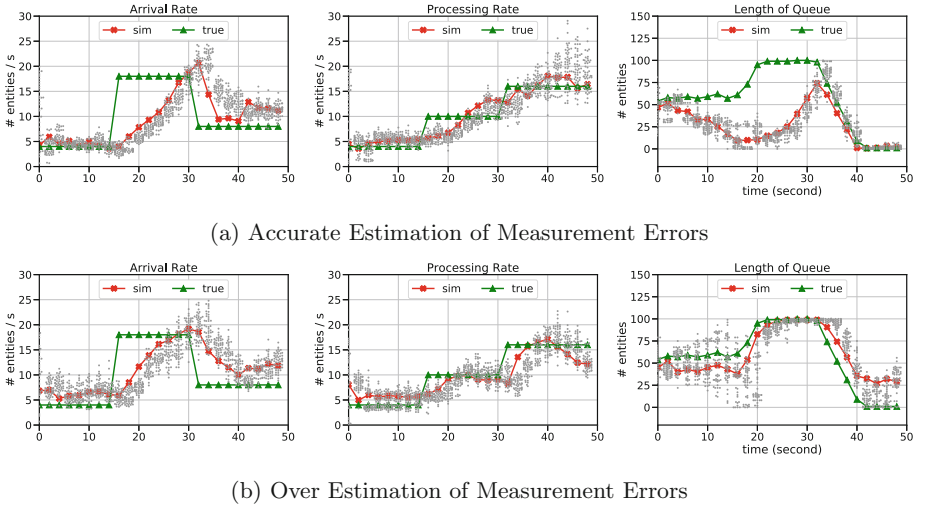 Arrival Rate Processing Rate Length of Queue
# entities / s
30
25
20
15
10
5
0
sim true
0 10 20 30 40 50
# entities / s
30
25
20
15
10
5
0
sim true
0 10 20 30 40 50
# entities
150
125
100
75
50
25
0
sim true
0 10 20 30 40 50
time (second)
(a) Accurate Estimation of Measurement Errors
Arrival Rate Processing Rate Length of Queue
# entities / s
30
25
20
15
10
5
0
sim true
0 10 20 30 40 50
# entities / s
30
25
20
15
10
5
0
sim true
0 10 20 30 40 50
# entities
150
125
100
75
50
25
0
sim true
0 10 20 30 40 50
time (second)
(b) Over Estimation of Measurement Errors